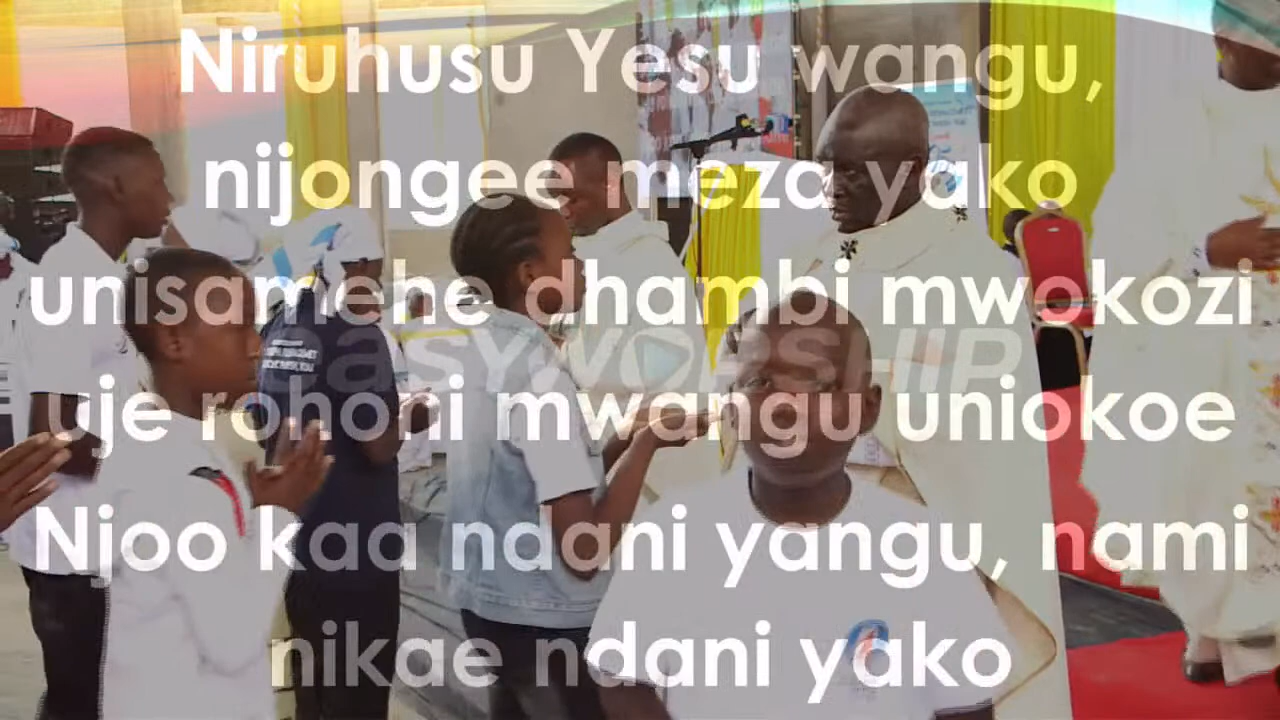 Niruhusu Yesu wangu,
nijongee meza yako
unisamehe dhambi mwokozi
easyWORSHIP
uje rohoni mwangu uniokoe
Njoo kaa ndani yangu, nami
nikae ndani yako